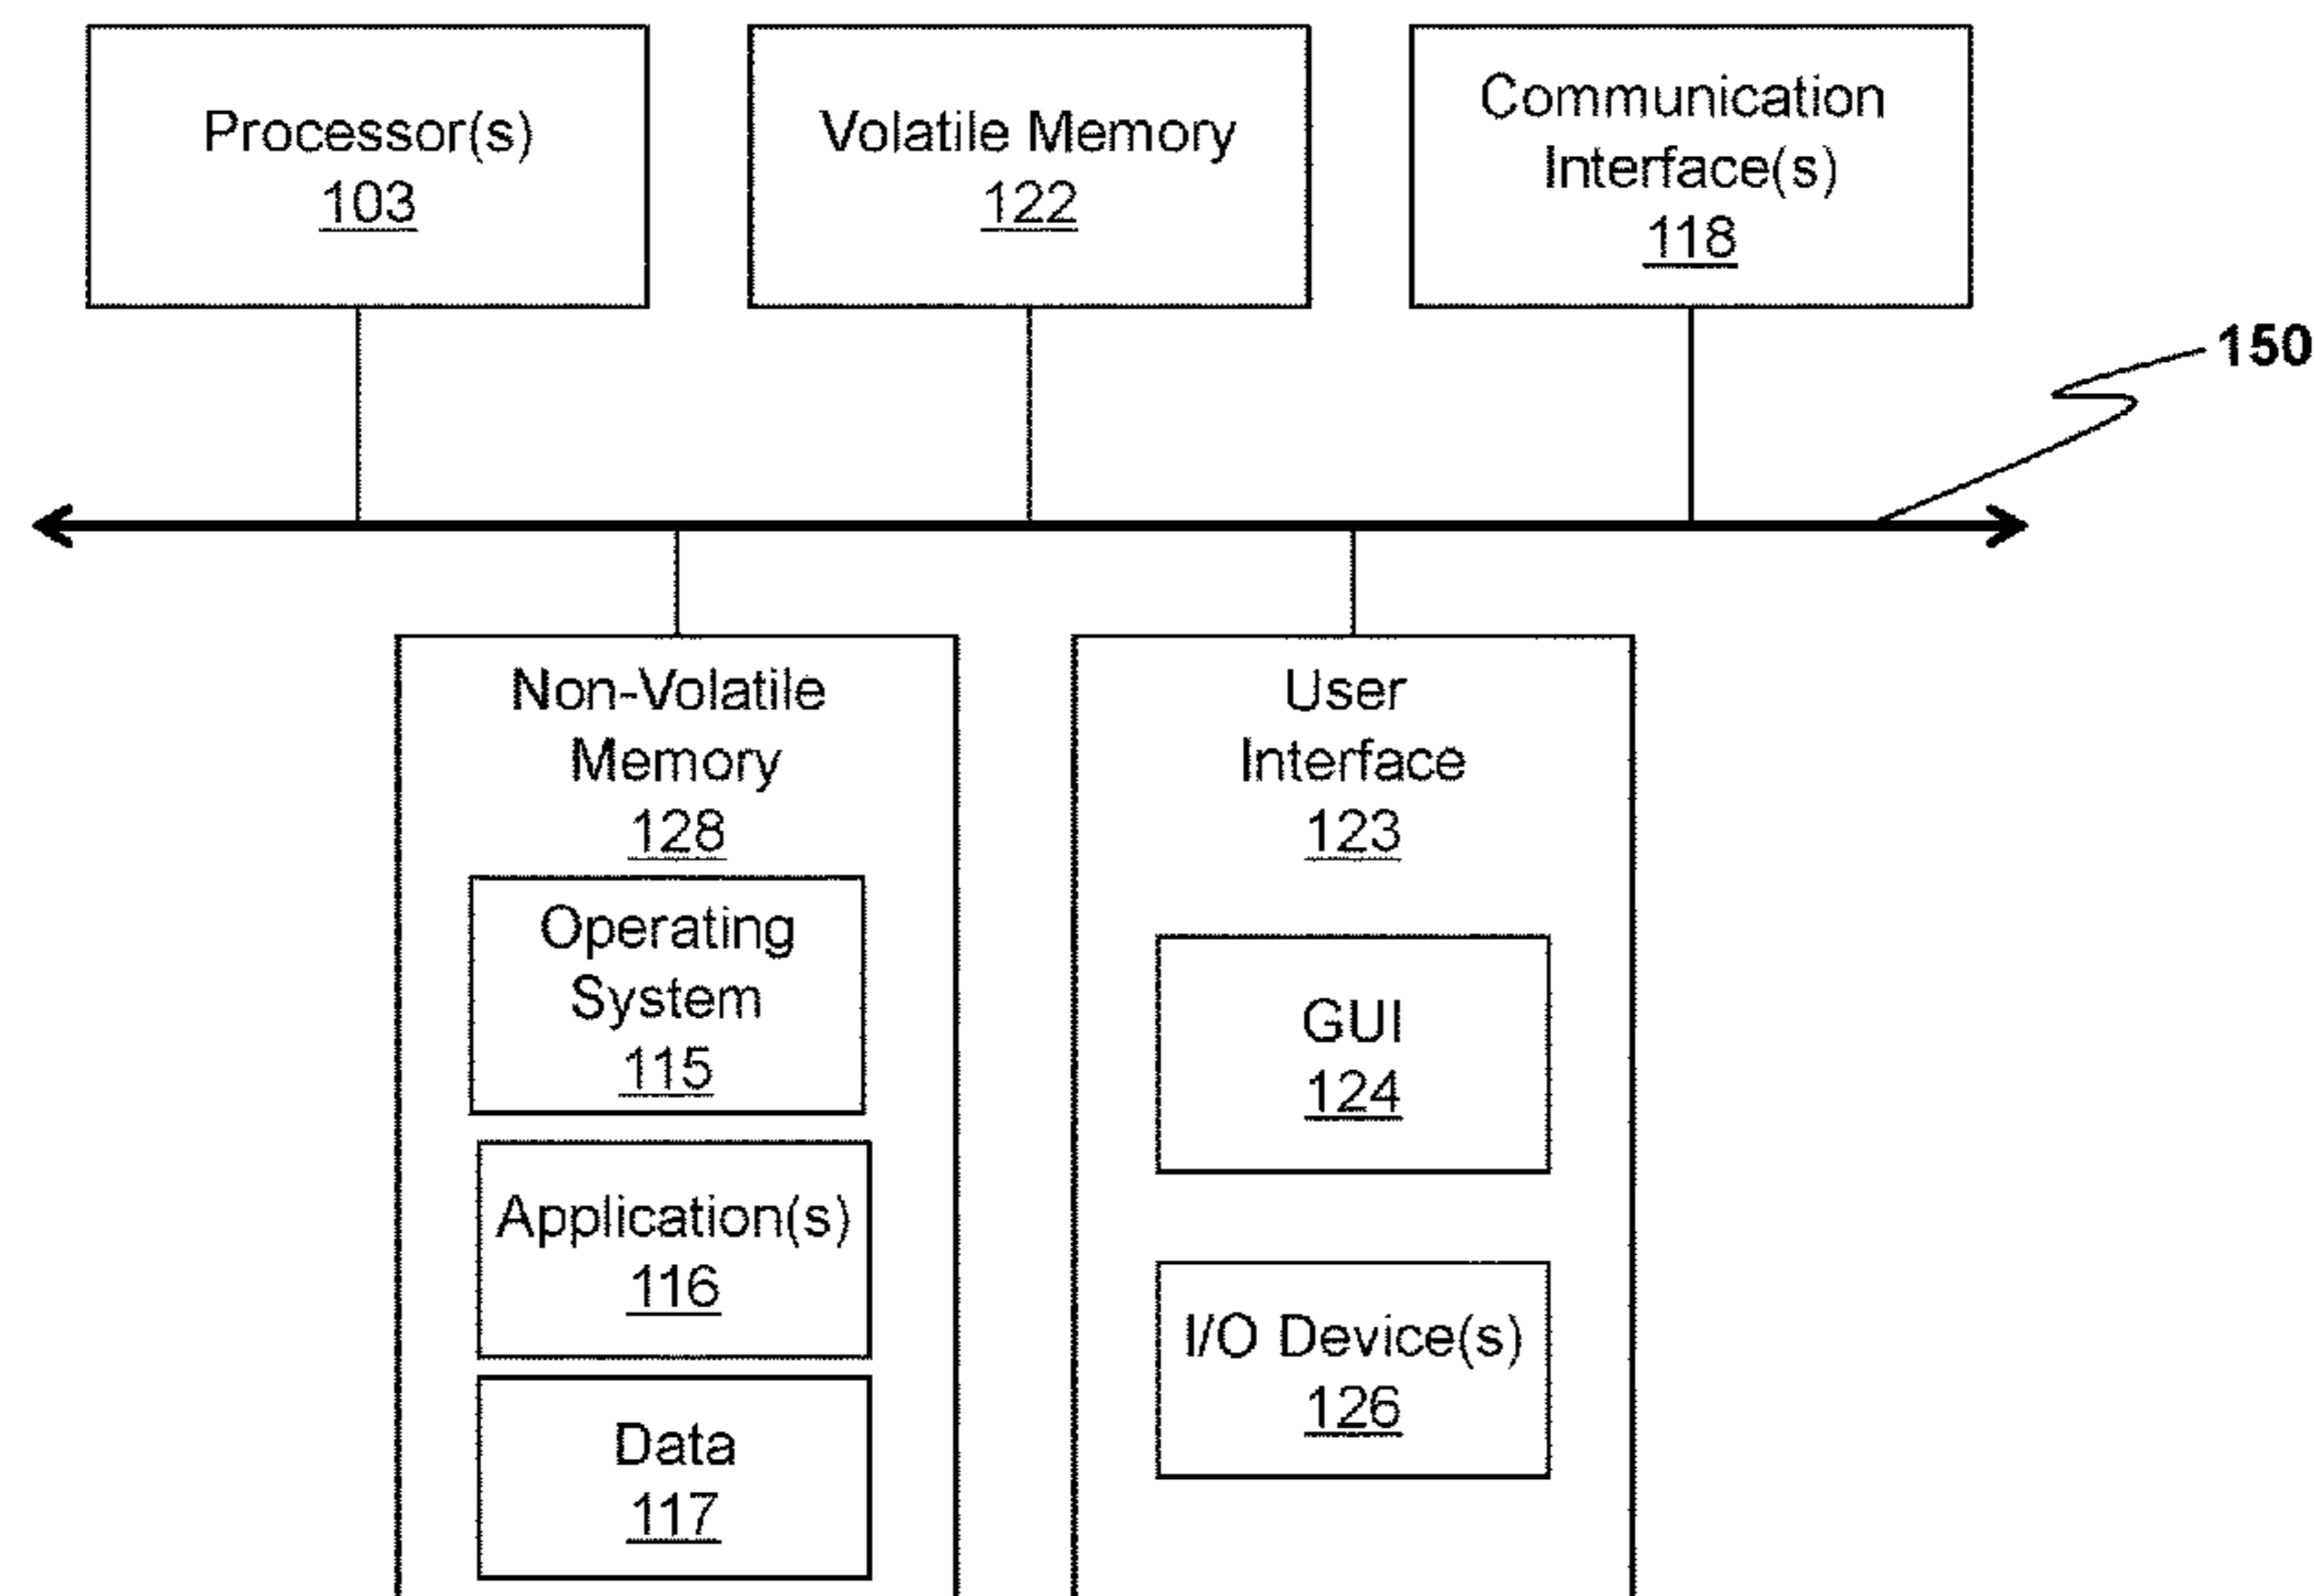 Processor(s)
103
Volatile Memory
122
Communication
Interface(s)
118
150
Non-Volatile
Memory
128
Operating
System
115
Application(s)
116
Data
117
User
Interface
123
GUI
124
I/O Device(s)
126